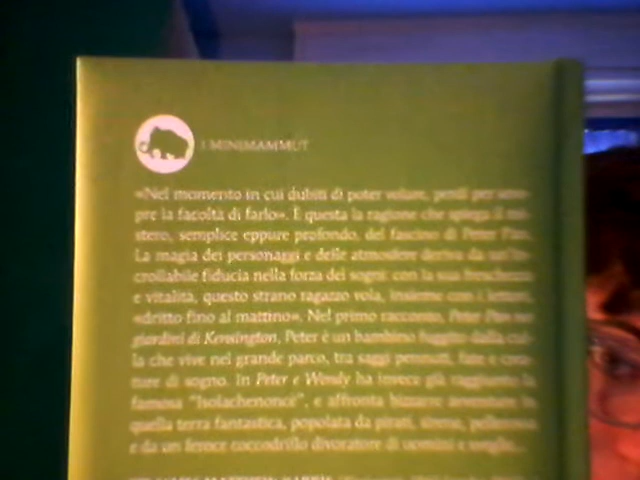 I MINIMAMMUT
«Nel momento in cui dubiti di poter volare, perdi per sem-
pre la facoltà di farlo». È questa la ragione che spiega il mi-
stero, semplice eppure profondo, del fascino di Peter Pan.
La magia dei personaggi e delle atmosfere deriva da un'in-
crollabile fiducia nella forza dei sogni: con la sua freschezza
e vitalità, questo strano ragazzo vola, insieme con i lettori,
«dritto fino al mattino». Nel primo racconto, Peter Pan nei
giardini di Kensington, Peter è un bambino fuggito dalla cul-
la che vive nel grande parco, tra saggi pennuti, fate e crea-
ture di sogno. In Peter e Wendy ha invece già raggiunto la
famosa "Isolachenoncè", e affronta bizzarre avventure in
quella terra fantastica, popolata da pirati, sirene, pellerossa
e da un feroce coccodrillo divoratore di uomini e sveglie...